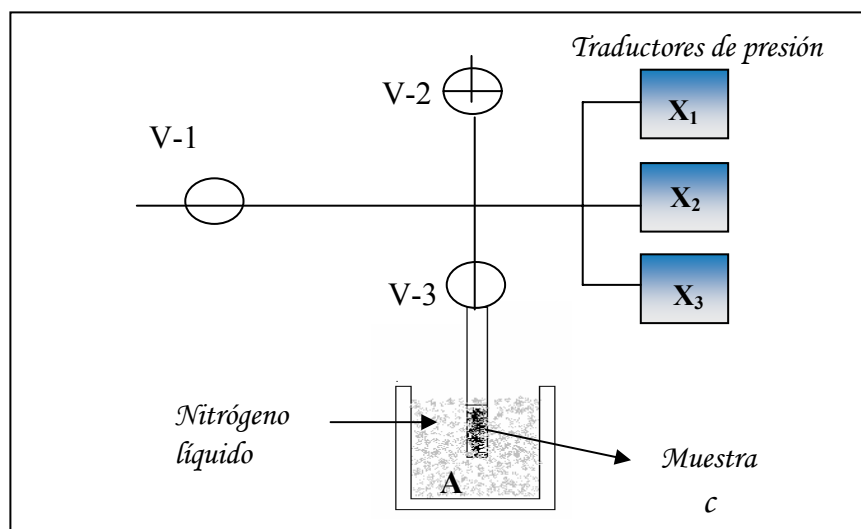 Traductores de presión
V-2
X1
V-1
X2
V-3
X3
Nitrógeno
líquido
A
Muestra
C